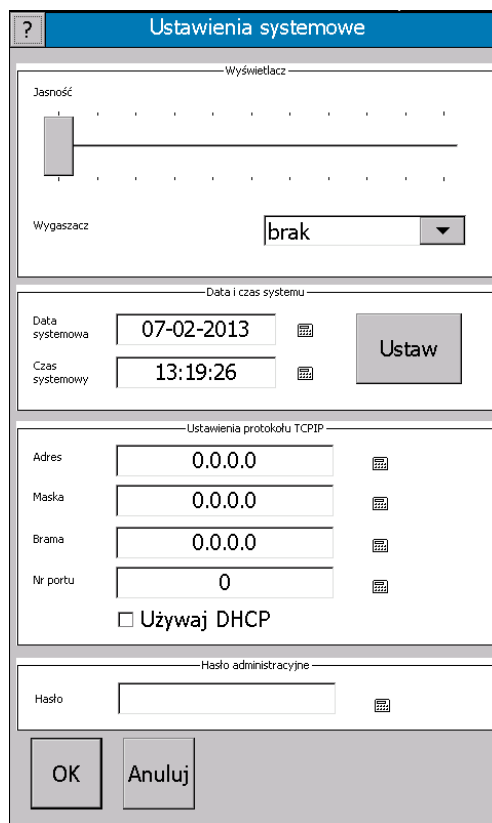 ? Ustawienia systemowe
Wyświetlacz
Jasność
Wygaszacz brak
Data i czas systemu
Data systemowa 07-02-2013
Ustaw
Czas systemowy 13:19:26
Ustawienia protokołu TCPIP
Adres 0.0.0.0
Maska 0.0.0.0
Brama 0.0.0.0
Nr portu 0
Używaj DHCP
Hasło administracyjne
Hasło
OK Anuluj